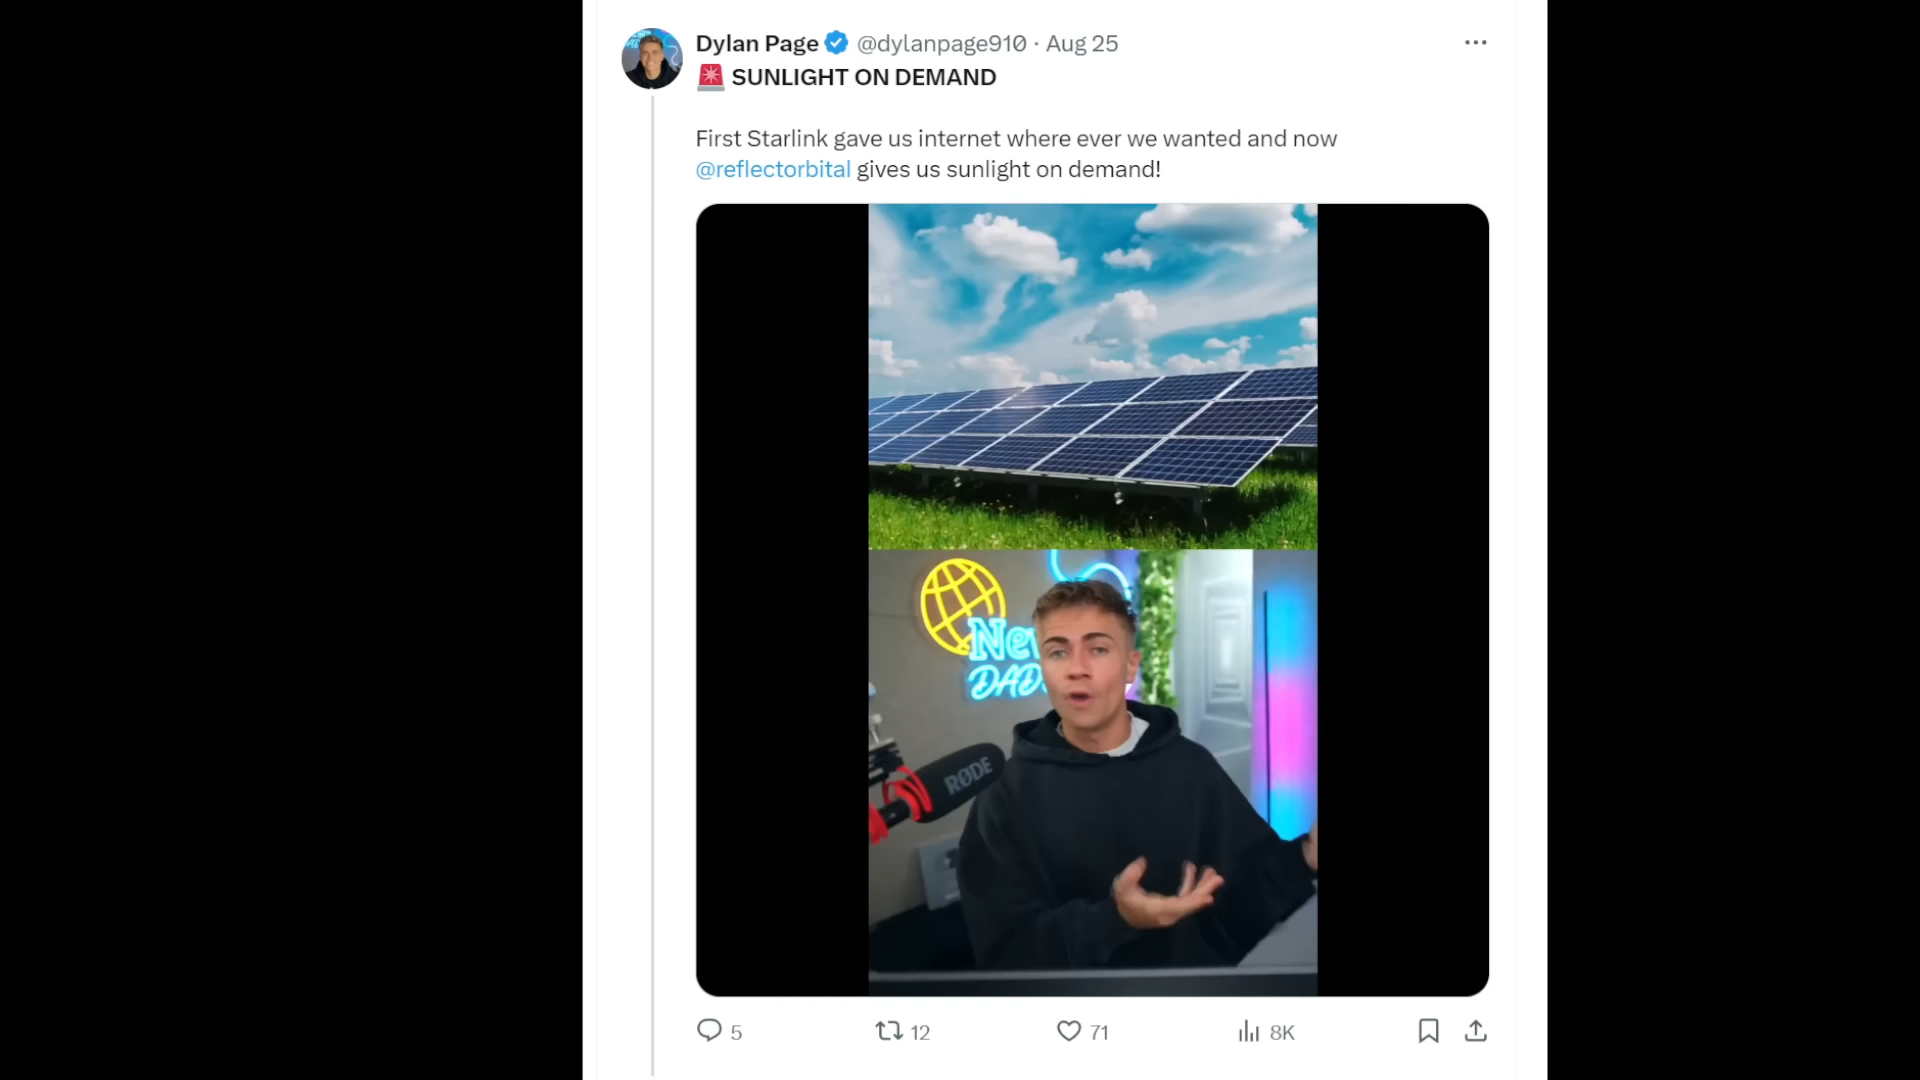 Dylan Page @dylanpage910 · Aug 25
🚨 SUNLIGHT ON DEMAND
First Starlink gave us internet where ever we wanted and now
@reflectorbital gives us sunlight on demand!
RØDE
5 12 71 8K